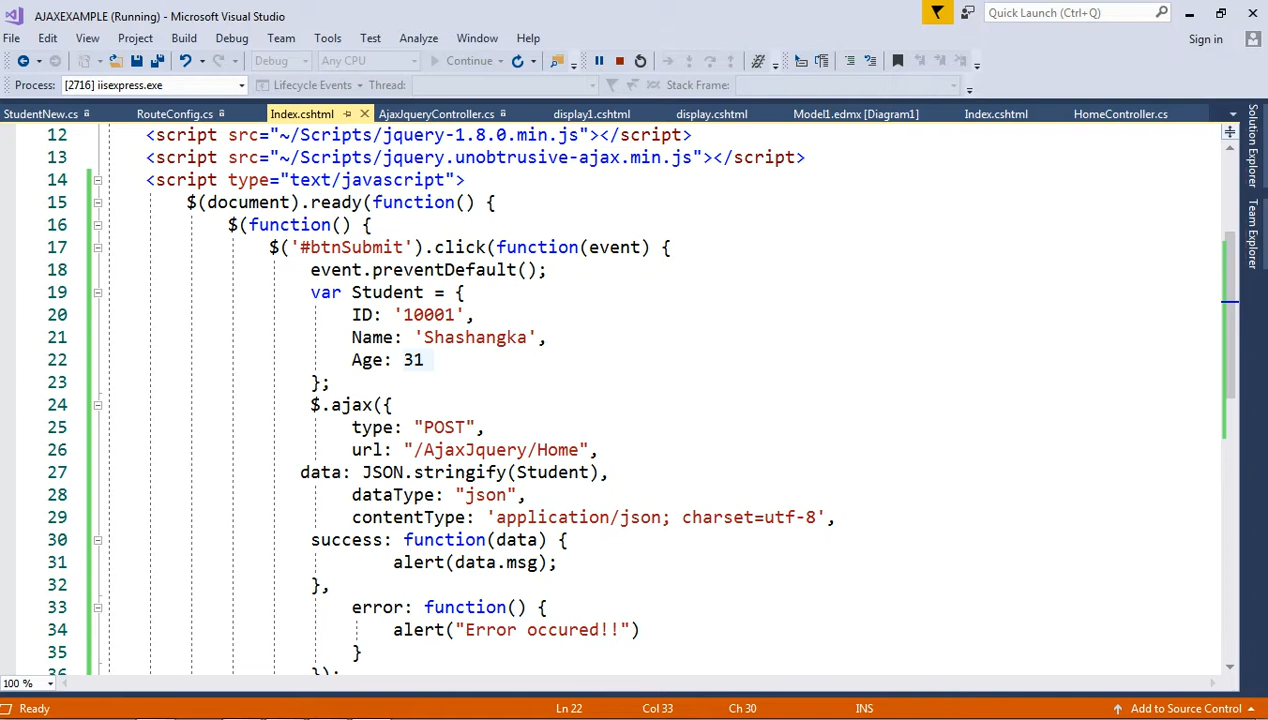 AJAXEXAMPLE (Running) - Microsoft Visual Studio
Quick Launch (Ctrl+Q)
File Edit View Project Build Debug Team Tools Test Analyze Window Help
Sign in
Debug Any CPU Continue
Process: [2716] iisexpress.exe Lifecycle Events Thread: Stack Frame:
StudentNew.cs RouteConfig.cs Index.cshtml AjaxJqueryController.cs display1.cshtml display.cshtml Model1.edmx [Diagram1] Index.cshtml HomeController.cs
12 <script src="~/Scripts/jquery-1.8.0.min.js"></script>
13 <script src="~/Scripts/jquery.unobtrusive-ajax.min.js"></script>
14 <script type="text/javascript">
15 $(document).ready(function() {
16 $(function() {
17 $('#btnSubmit').click(function(event) {
18 event.preventDefault();
19 var Student = {
20 ID: '10001',
21 Name: 'Shashangka',
22 Age: 31
23 };
24 $.ajax({
25 type: "POST",
26 url: "/AjaxJquery/Home",
27 data: JSON.stringify(Student),
28 dataType: "json",
29 contentType: 'application/json; charset=utf-8',
30 success: function(data) {
31 alert(data.msg);
32 },
33 error: function() {
34 alert("Error occured!!")
35 }
36 });
Solution Explorer
Team Explorer
100 %
Ready Ln 22 Col 33 Ch 30 INS Add to Source Control